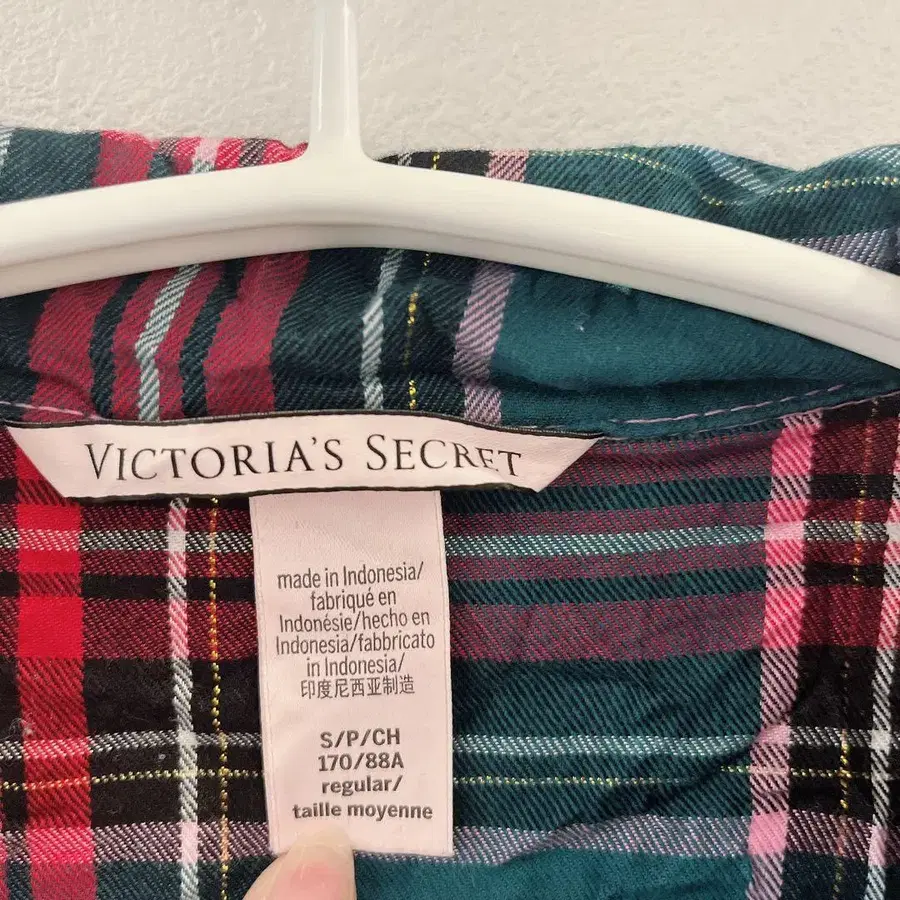 VICTORIA'S SECRET
made in Indonesia/
fabriqué en
Indonésie/hecho en
Indonesia/fabbricato
in Indonesia/
印度尼西亚制造
S/P/CH
170/88A
regular/
taille moyenne